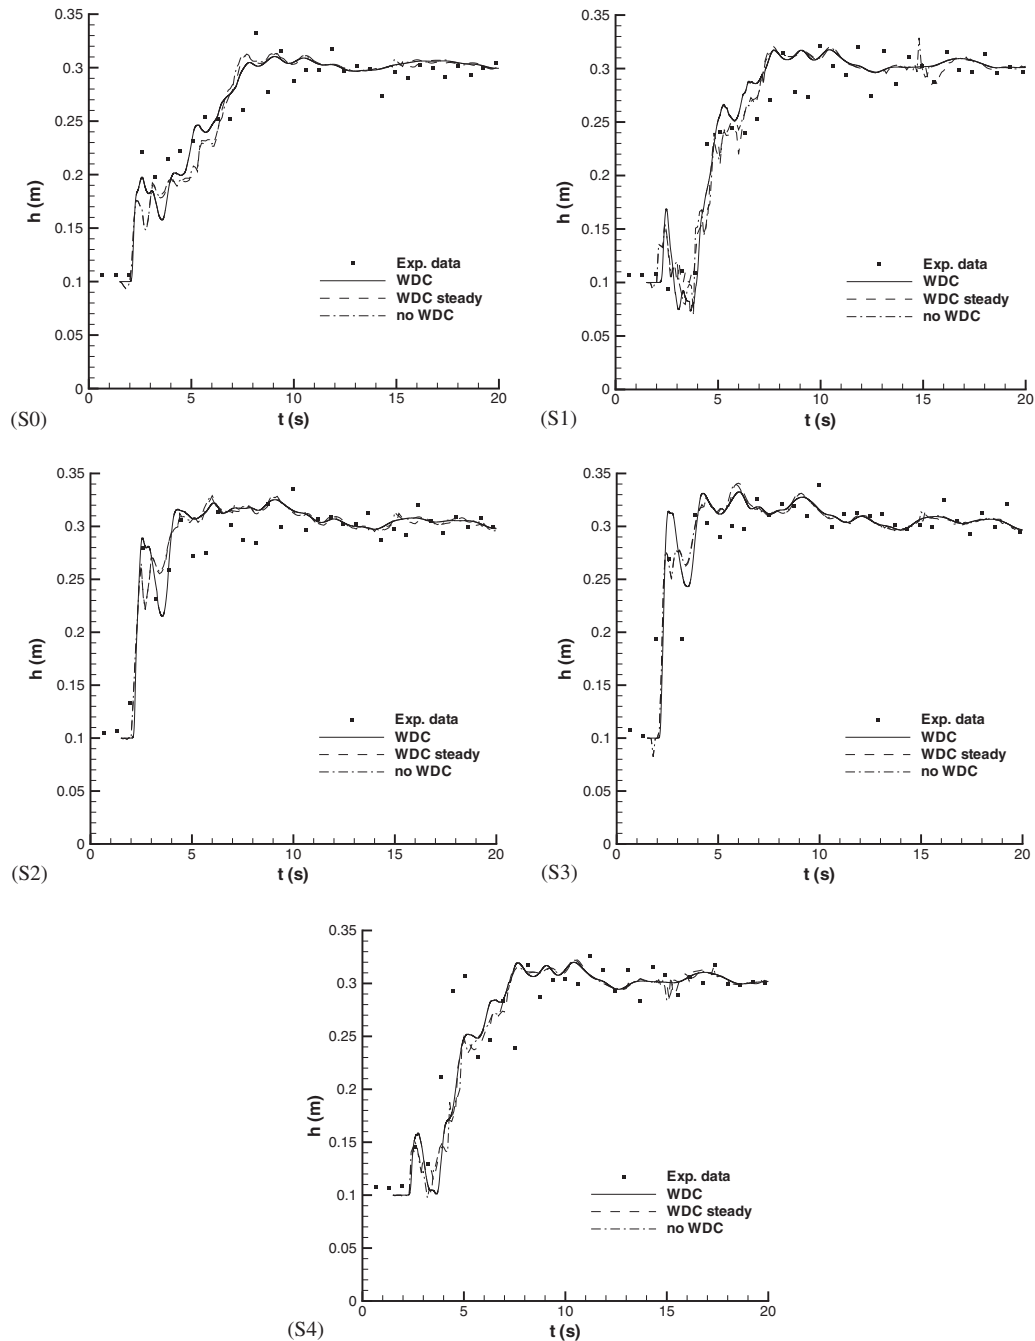 0.35
0.3
0.25
0.2
0.15
0.1
0.05
0
h (m)
Exp. data
WDC
WDC steady
no WDC
0 5 10 15 20
t (s)
(S0)
0.35
0.3
0.25
0.2
0.15
0.1
0.05
0
h (m)
Exp. data
WDC
WDC steady
no WDC
0 5 10 15 20
t (s)
(S1)
0.35
0.3
0.25
0.2
0.15
0.1
0.05
0
h (m)
Exp. data
WDC
WDC steady
no WDC
0 5 10 15 20
t (s)
(S2)
0.35
0.3
0.25
0.2
0.15
0.1
0.05
0
h (m)
Exp. data
WDC
WDC steady
no WDC
0 5 10 15 20
t (s)
(S3)
0.35
0.3
0.25
0.2
0.15
0.1
0.05
0
h (m)
Exp. data
WDC
WDC steady
no WDC
0 5 10 15 20
t (s)
(S4)